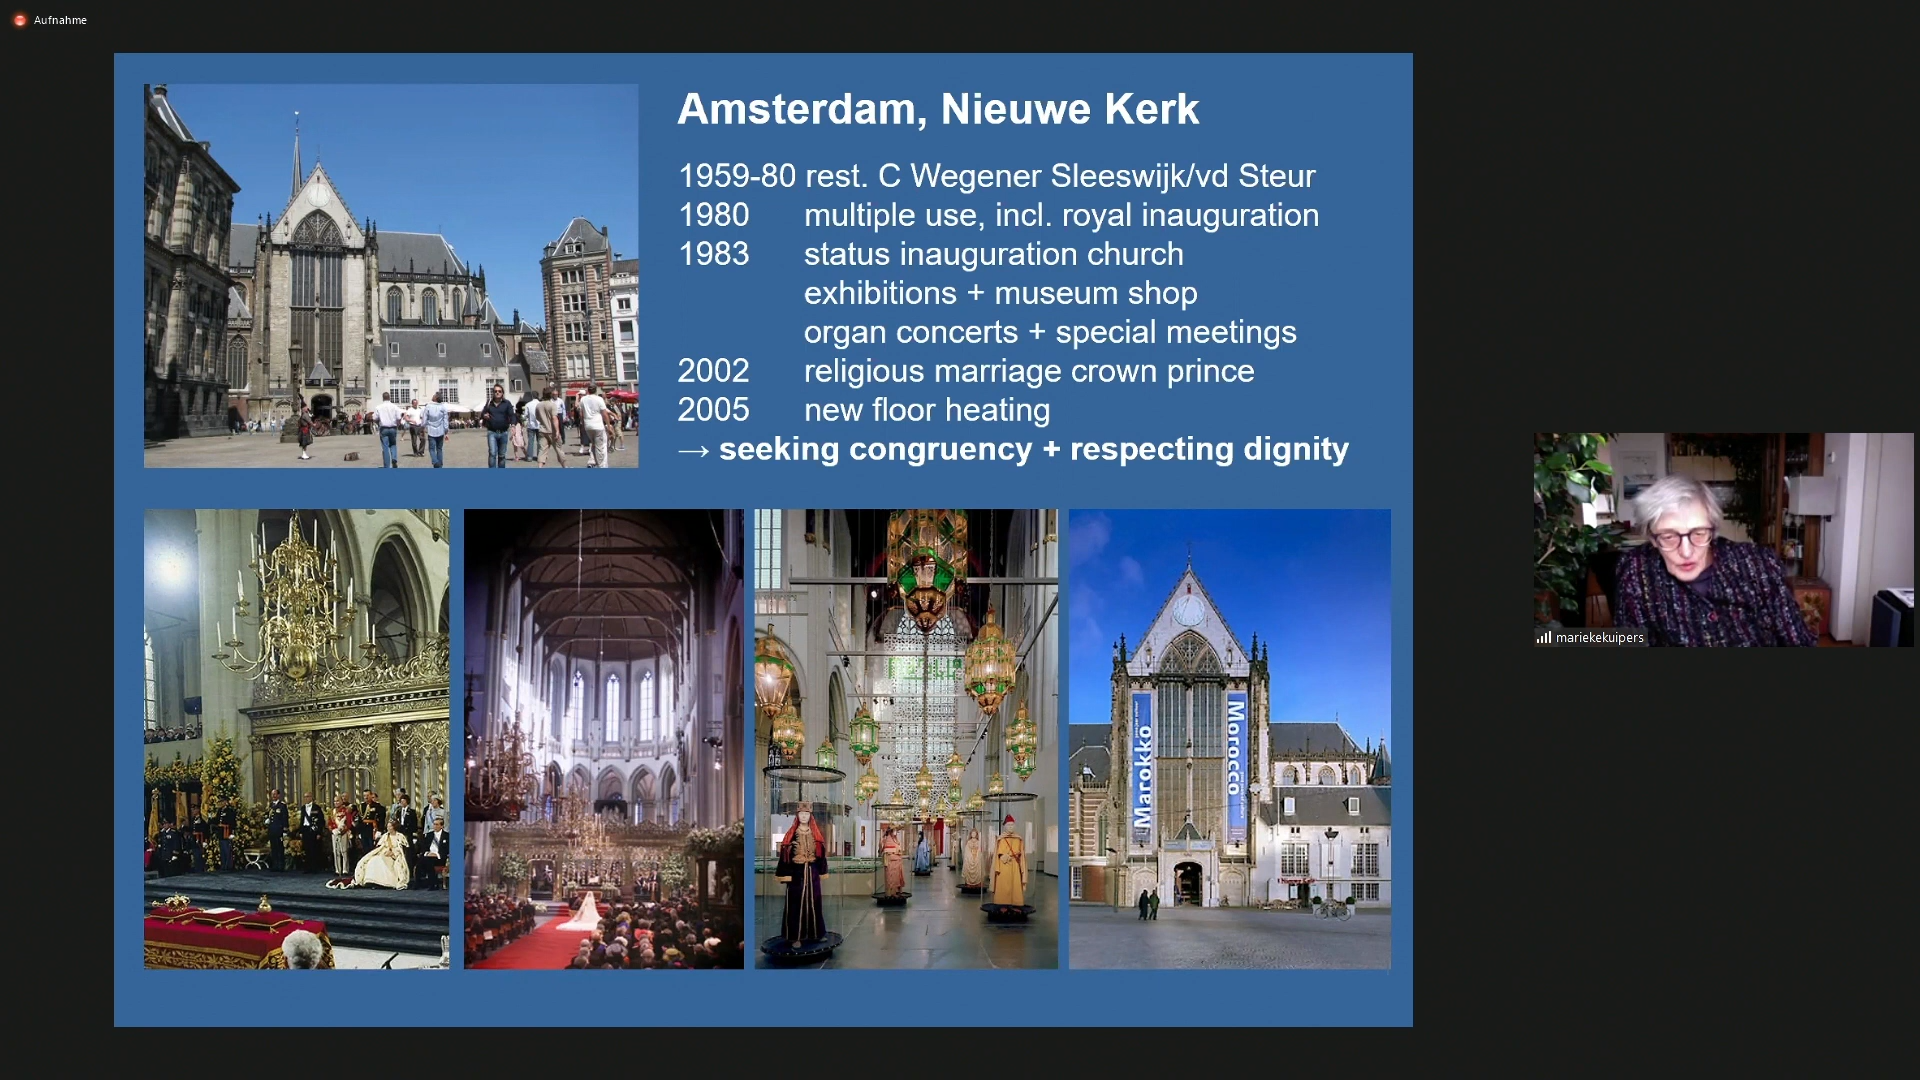 Aufnahme
Amsterdam, Nieuwe Kerk
1959-80 rest. C Wegener Sleeswijk/vd Steur
1980 multiple use, incl. royal inauguration
1983 status inauguration church
exhibitions + museum shop
organ concerts + special meetings
2002 religious marriage crown prince
2005 new floor heating
→ seeking congruency + respecting dignity
Marokko
Morocco
mariekekuipers